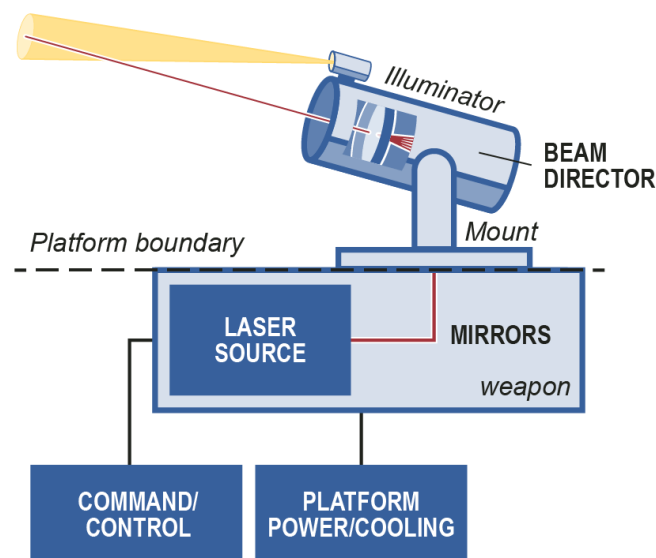 Illuminator
BEAM
DIRECTOR
Platform boundary
Mount
LASER
SOURCE
MIRRORS
weapon
COMMAND/
CONTROL
PLATFORM
POWER/COOLING